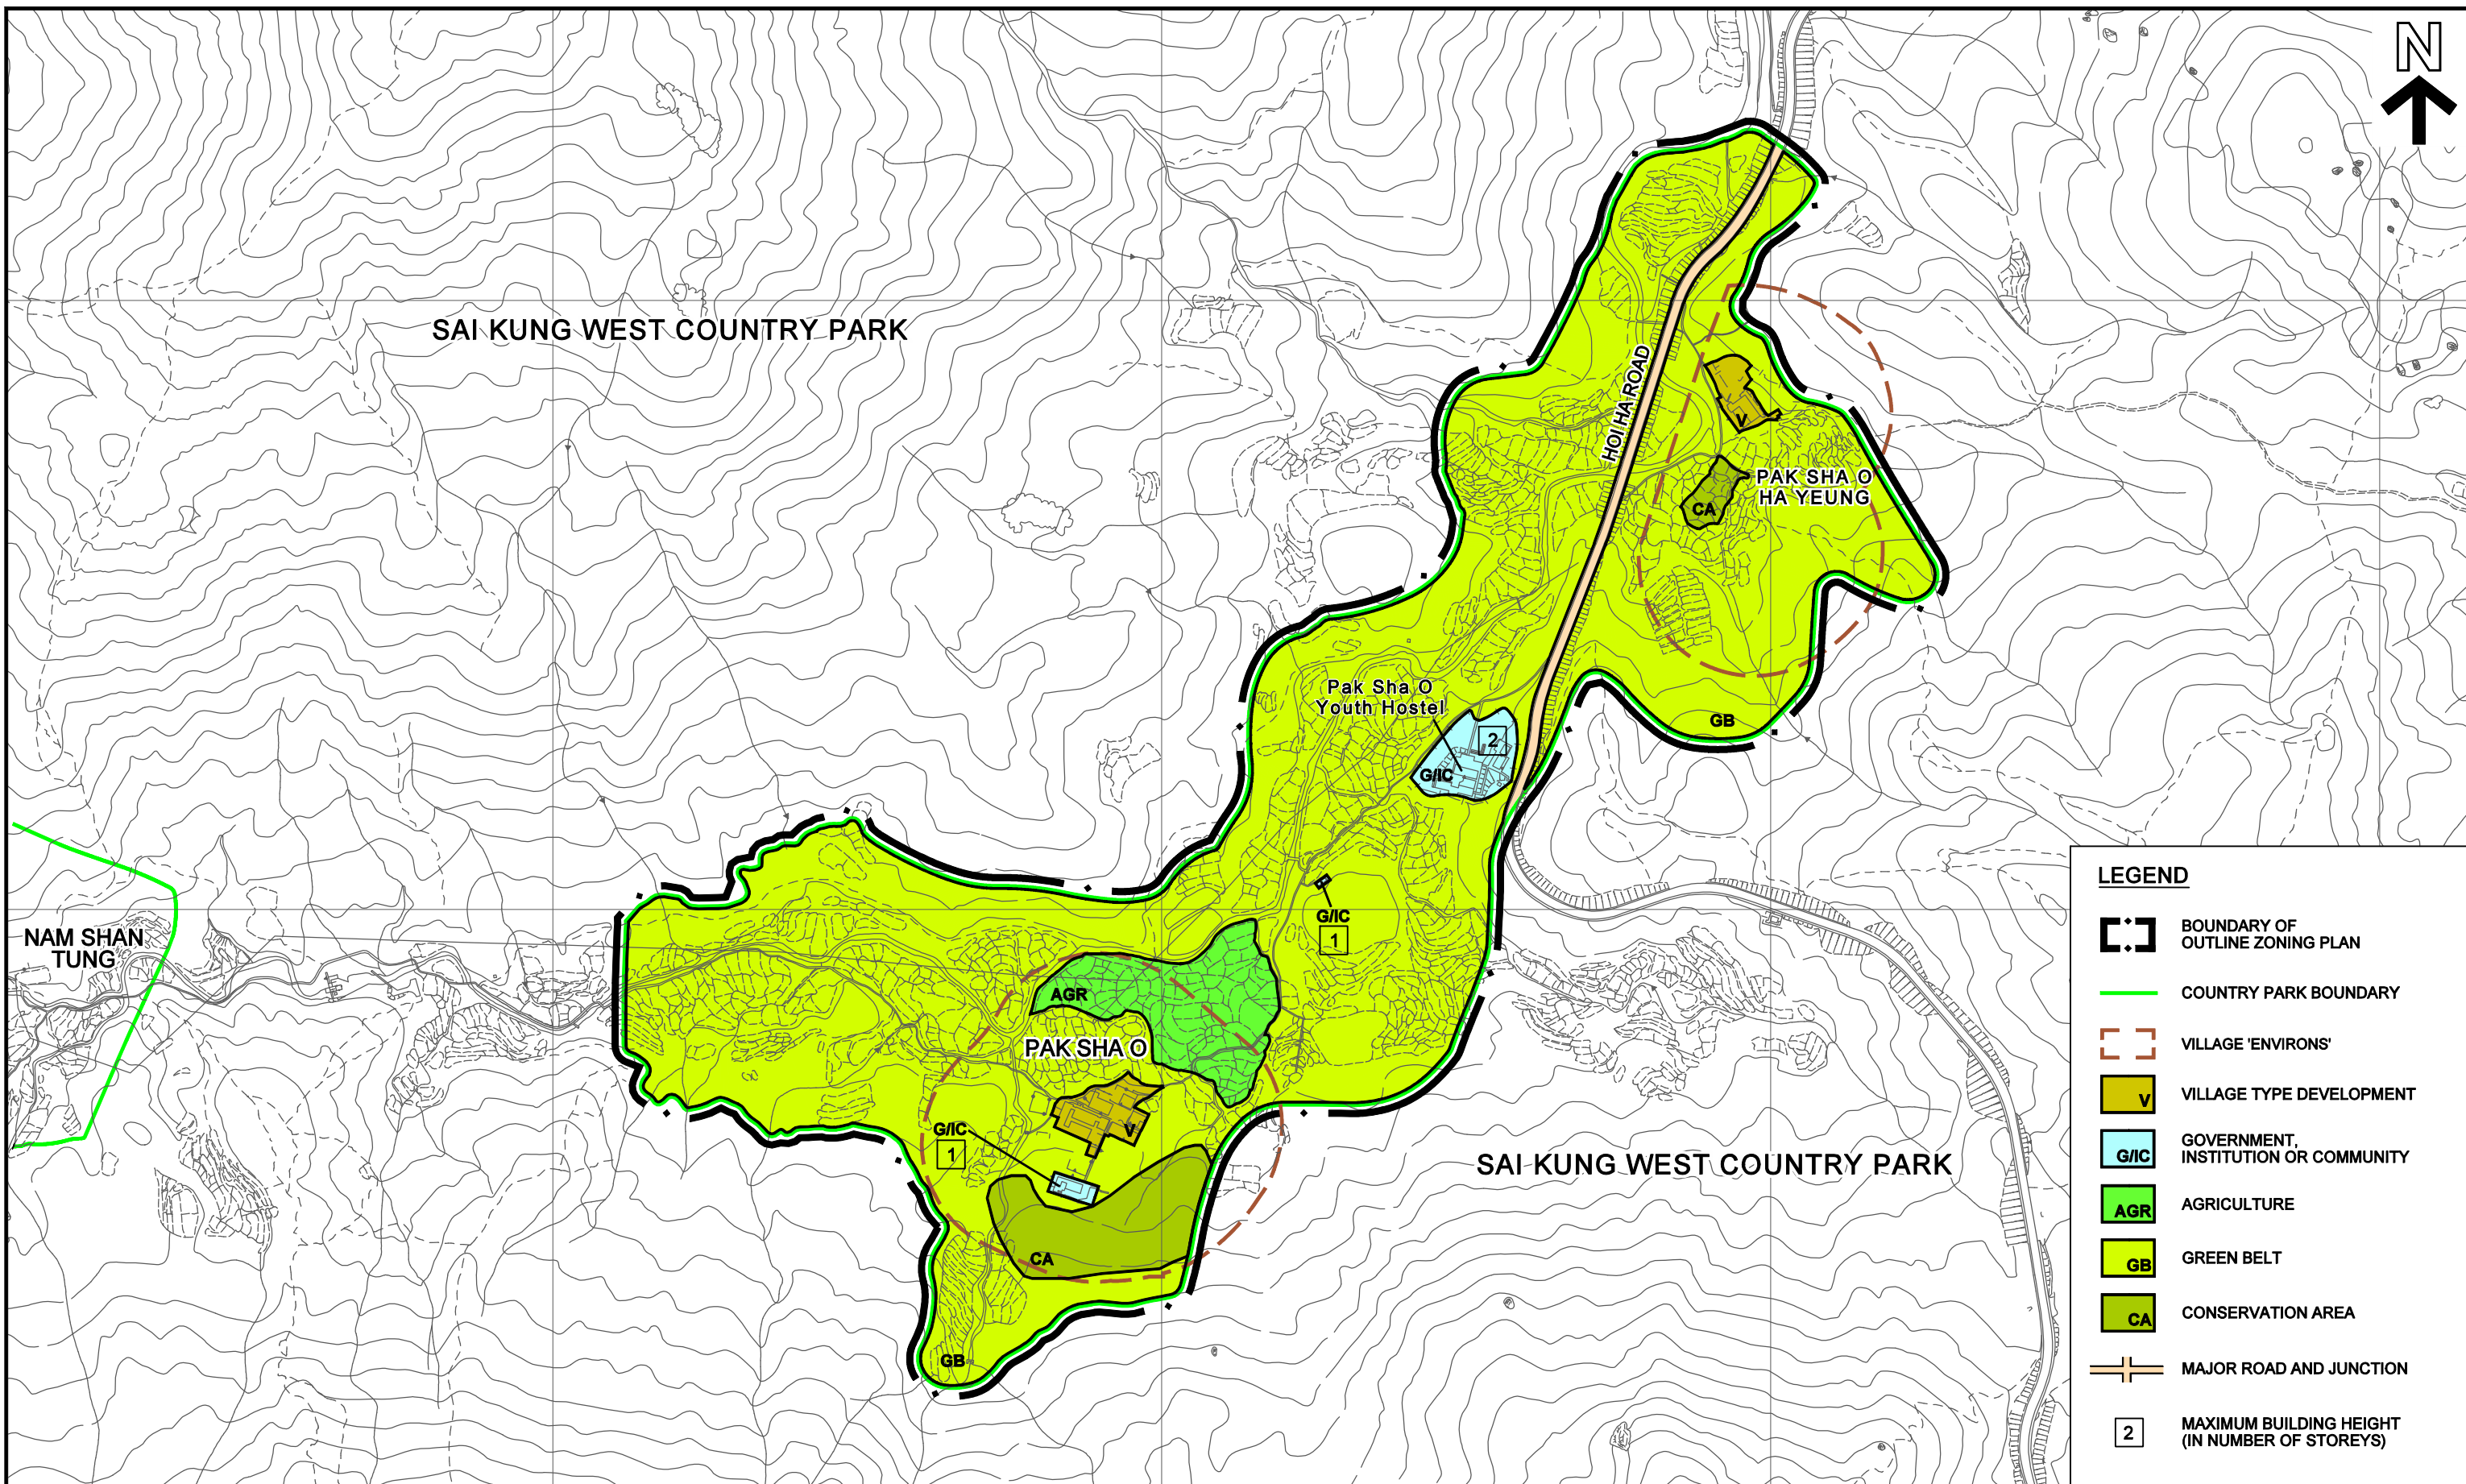 N
SAI KUNG WEST COUNTRY PARK
HOI HA ROAD
V
PAK SHA O
HA YEUNG
CA
Pak Sha O
Youth Hostel
GB
2
G/IC
G/IC
1
NAM SHAN
TUNG
AGR
PAK SHA O
G/IC
1
V
SAI KUNG WEST COUNTRY PARK
CA
GB
LEGEND
BOUNDARY OF
OUTLINE ZONING PLAN
COUNTRY PARK BOUNDARY
VILLAGE 'ENVIRONS'
V
VILLAGE TYPE DEVELOPMENT
G/IC
GOVERNMENT,
INSTITUTION OR COMMUNITY
AGR
AGRICULTURE
GB
GREEN BELT
CA
CONSERVATION AREA
MAJOR ROAD AND JUNCTION
2
MAXIMUM BUILDING HEIGHT
(IN NUMBER OF STOREYS)